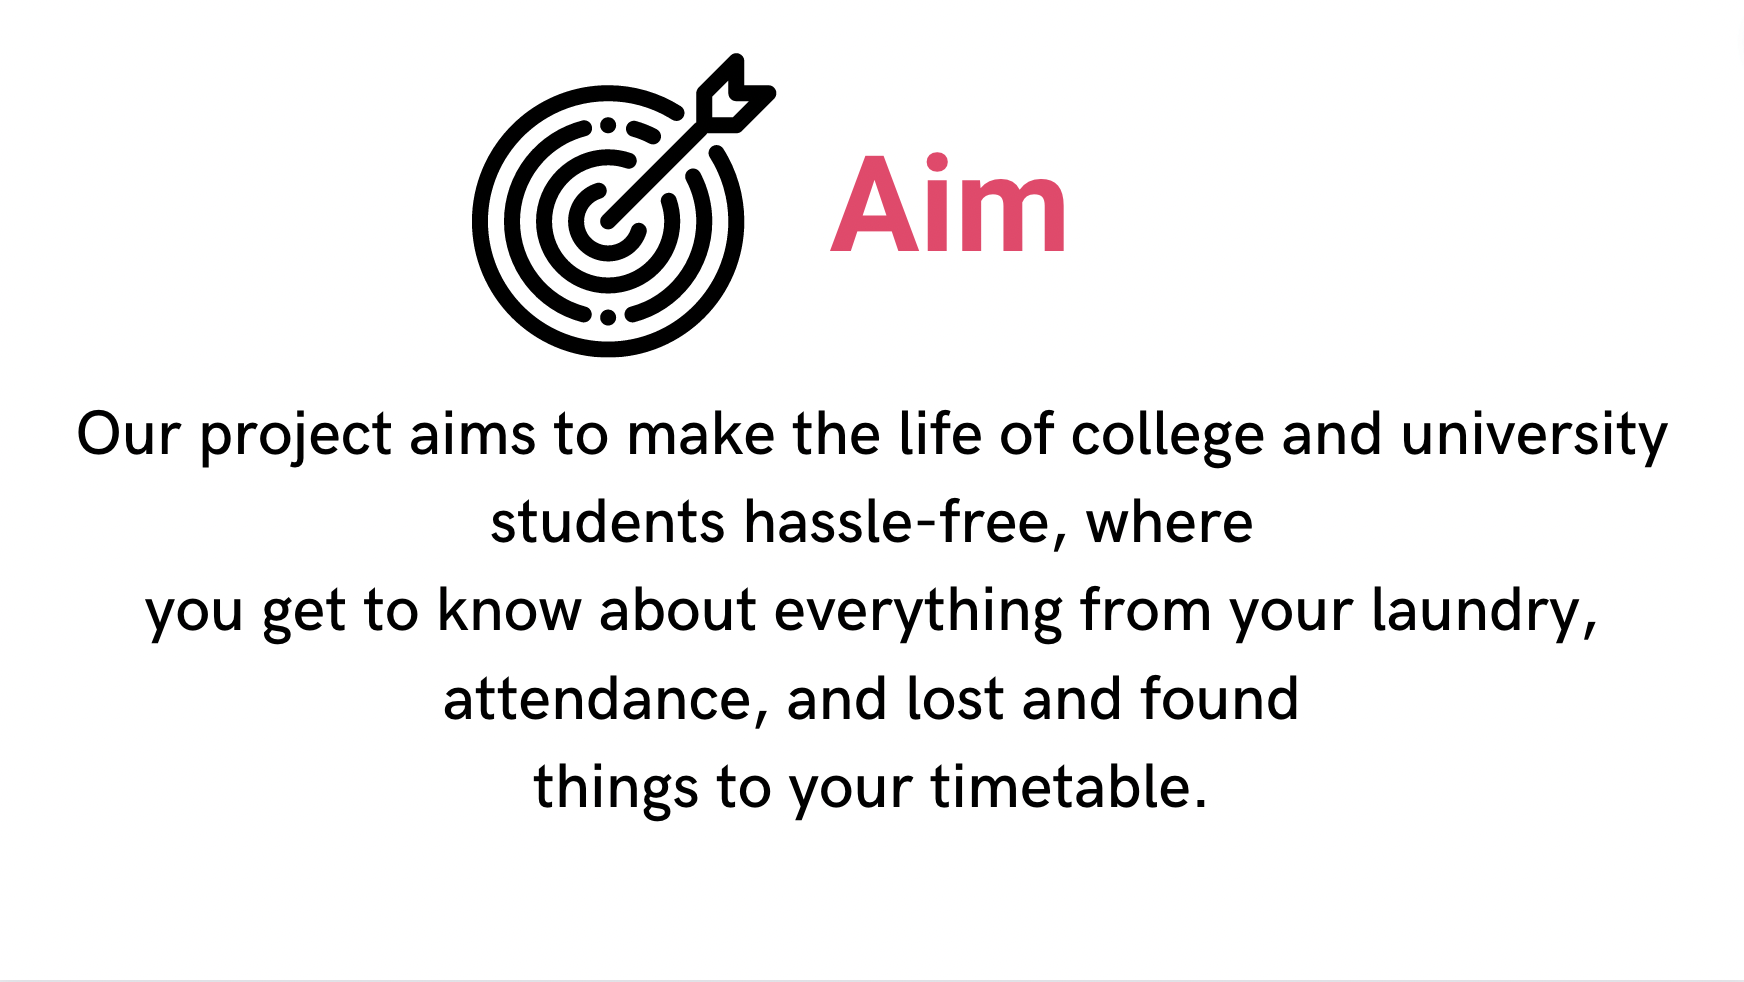 Aim
Our project aims to make the life of college and university
students hassle-free, where
you get to know about everything from your laundry,
attendance, and lost and found
things to your timetable.